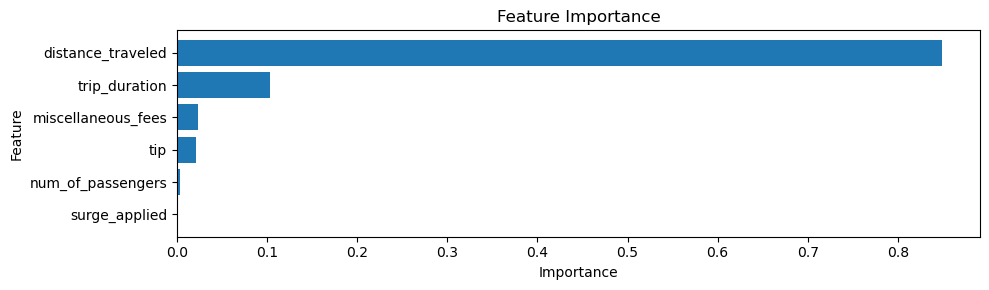 Feature Importance
distance_traveled
trip_duration
miscellaneous_fees
tip
num_of_passengers
surge_applied
Feature
0.0 0.1 0.2 0.3 0.4 0.5 0.6 0.7 0.8
Importance